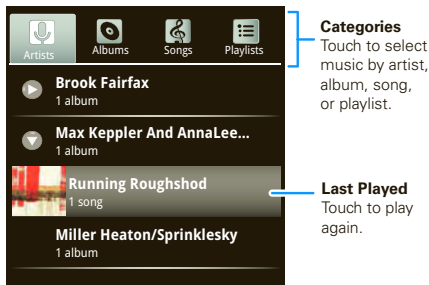 Artists
Albums
Songs
Playlists
Brook Fairfax
1 album
Max Keppler And AnnaLee...
1 album
Running Roughshod
1 song
Miller Heaton/Sprinklesky
1 album
Categories
Touch to select
music by artist,
album, song,
or playlist.
Last Played
Touch to play
again.